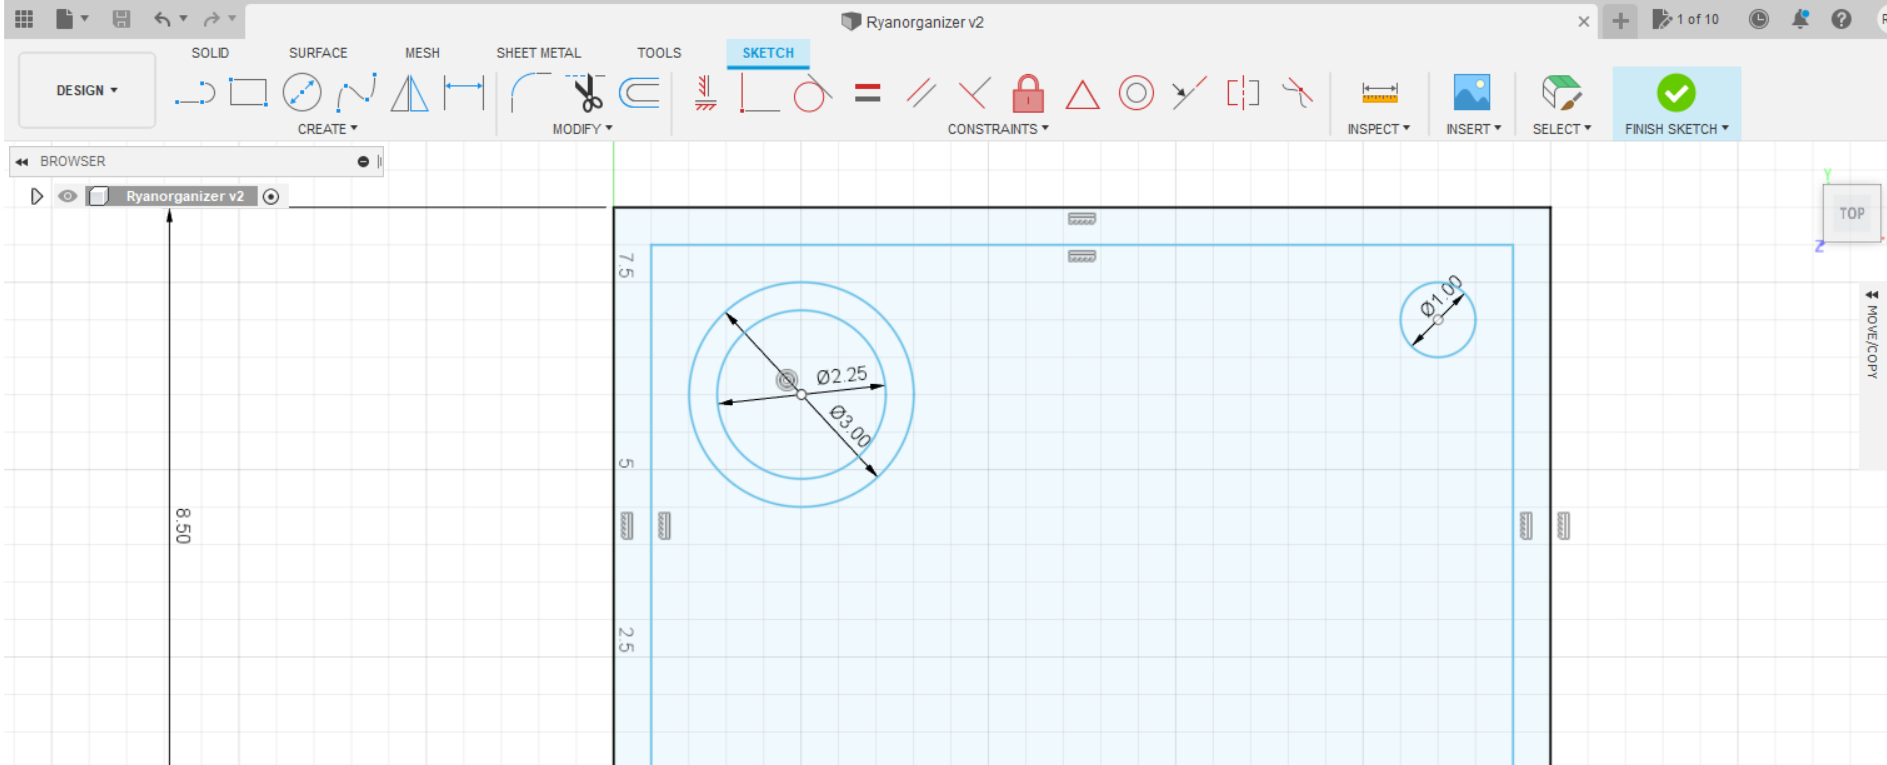 Ryanorganizer v2
1 of 10
R
SOLID
SURFACE
MESH
SHEET METAL
TOOLS
SKETCH
DESIGN
CREATE
MODIFY
CONSTRAINTS
INSPECT
INSERT
SELECT
FINISH SKETCH
BROWSER
Ryanorganizer v2
Y
TOP
Z
7.5
Ø1.00
MOVE/COPY
Ø2.25
Ø3.00
5
8.50
2.5